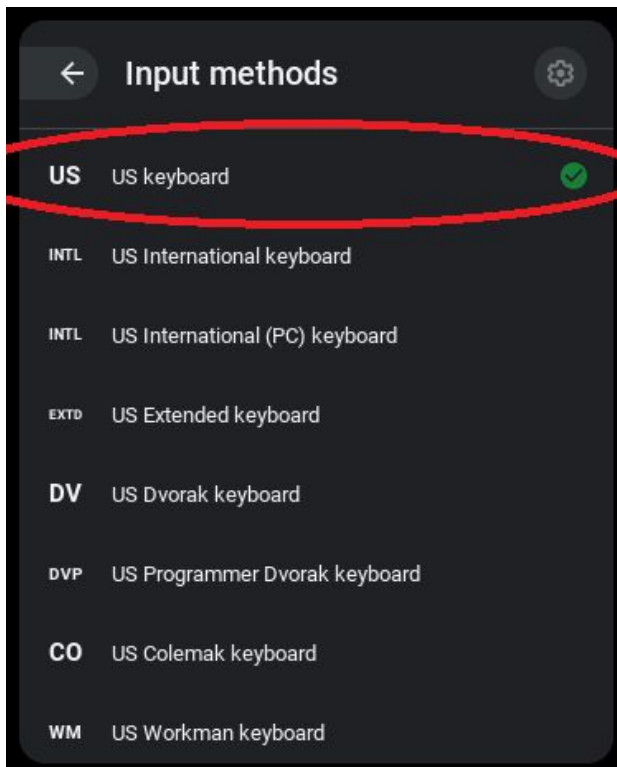 Input methods
US US keyboard
INTL US International keyboard
INTL US International (PC) keyboard
EXTD US Extended keyboard
DV US Dvorak keyboard
DVP US Programmer Dvorak keyboard
CO US Colemak keyboard
WM US Workman keyboard